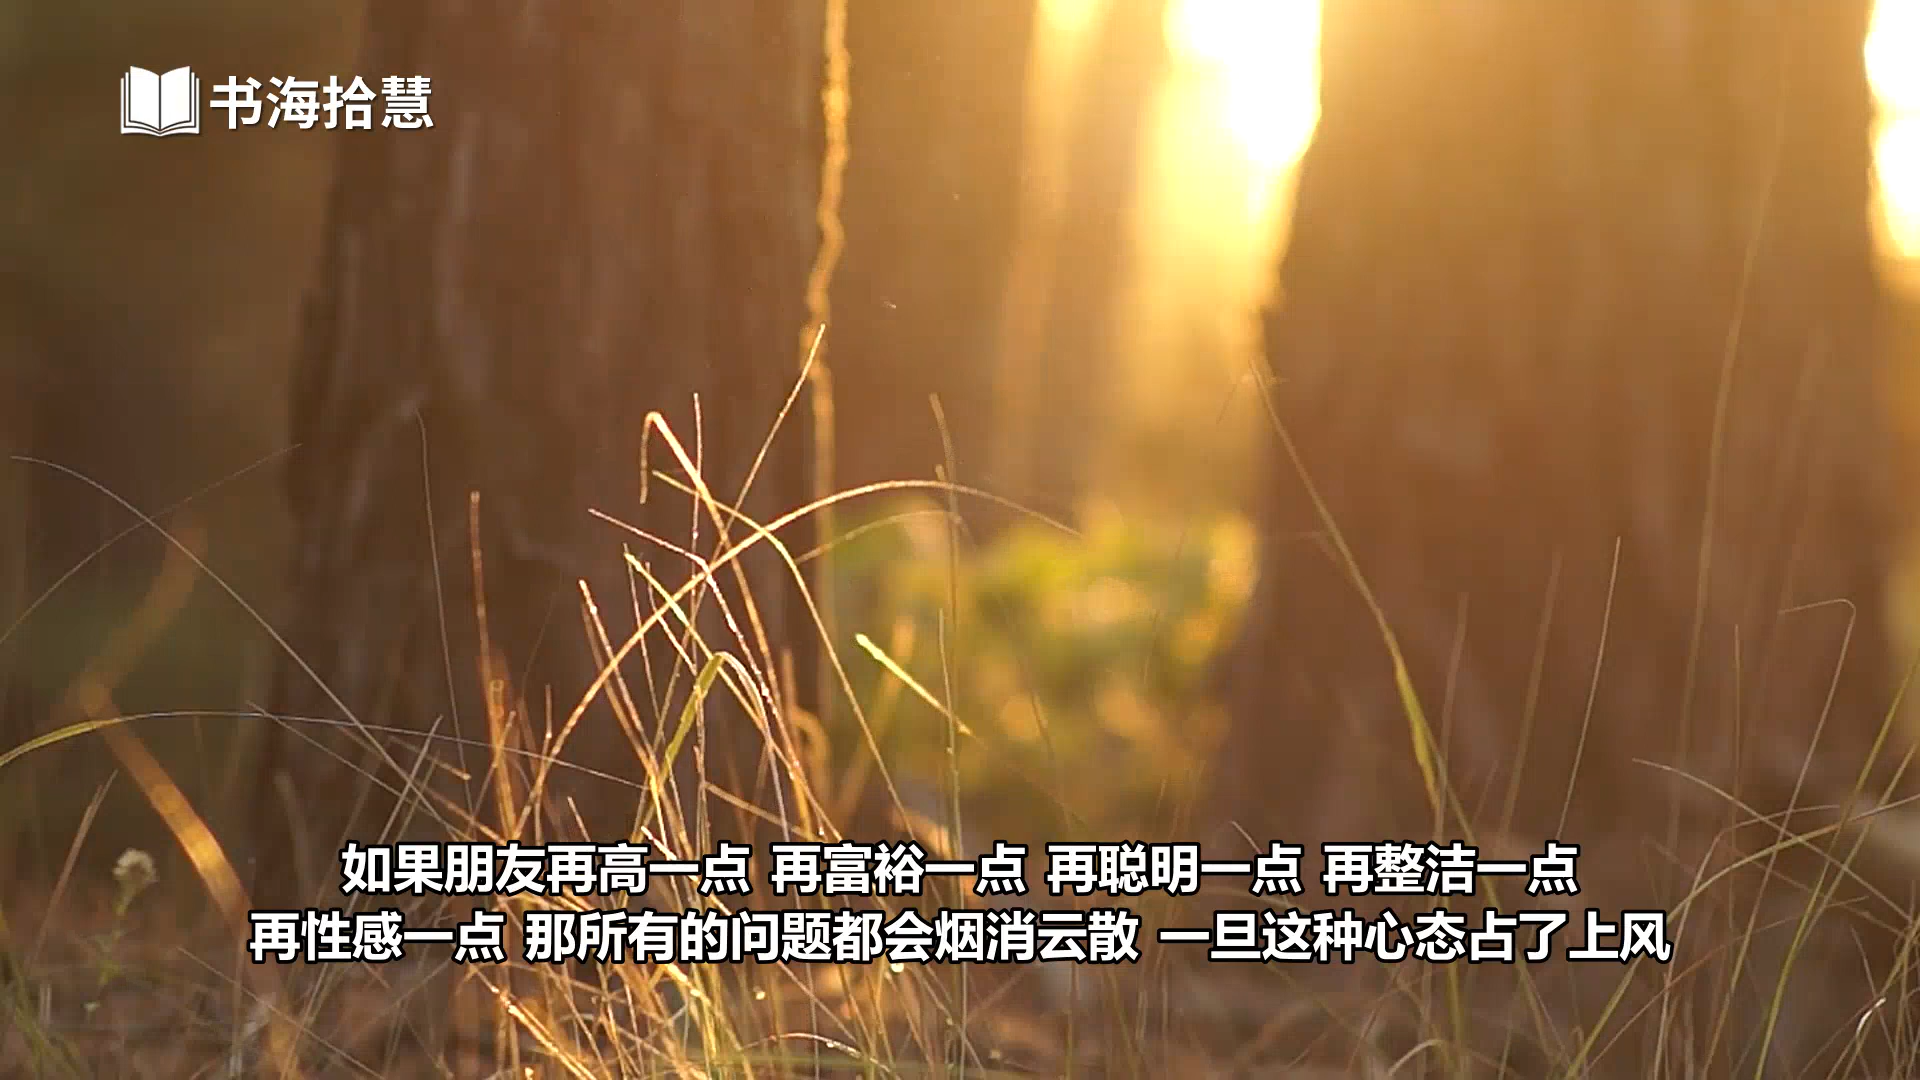 书海拾慧
如果朋友再高一点 再富裕一点 再聪明一点 再整洁一点
再性感一点 那所有的问题都会烟消云散 一旦这种心态占了上风